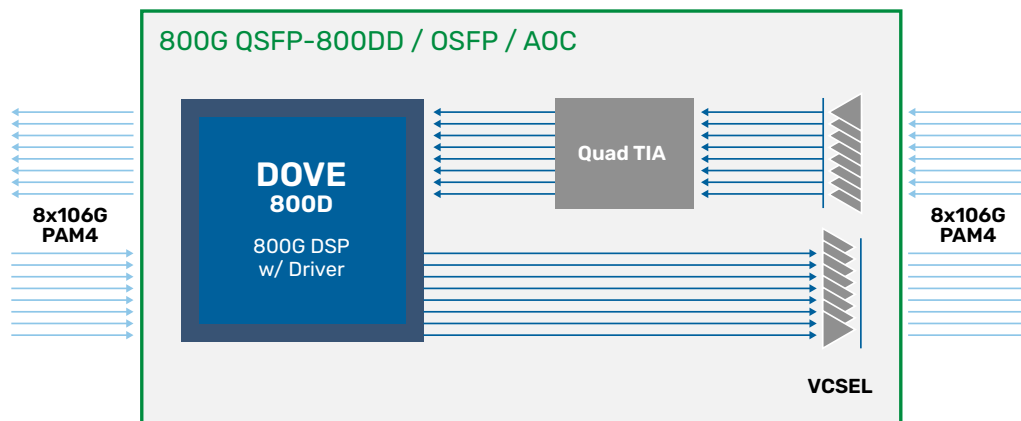 800G QSFP-800DD / OSFP / AOC
8x106G
PAM4
DOVE
800D
800G DSP
w/ Driver
Quad TIA
8x106G
PAM4
VCSEL